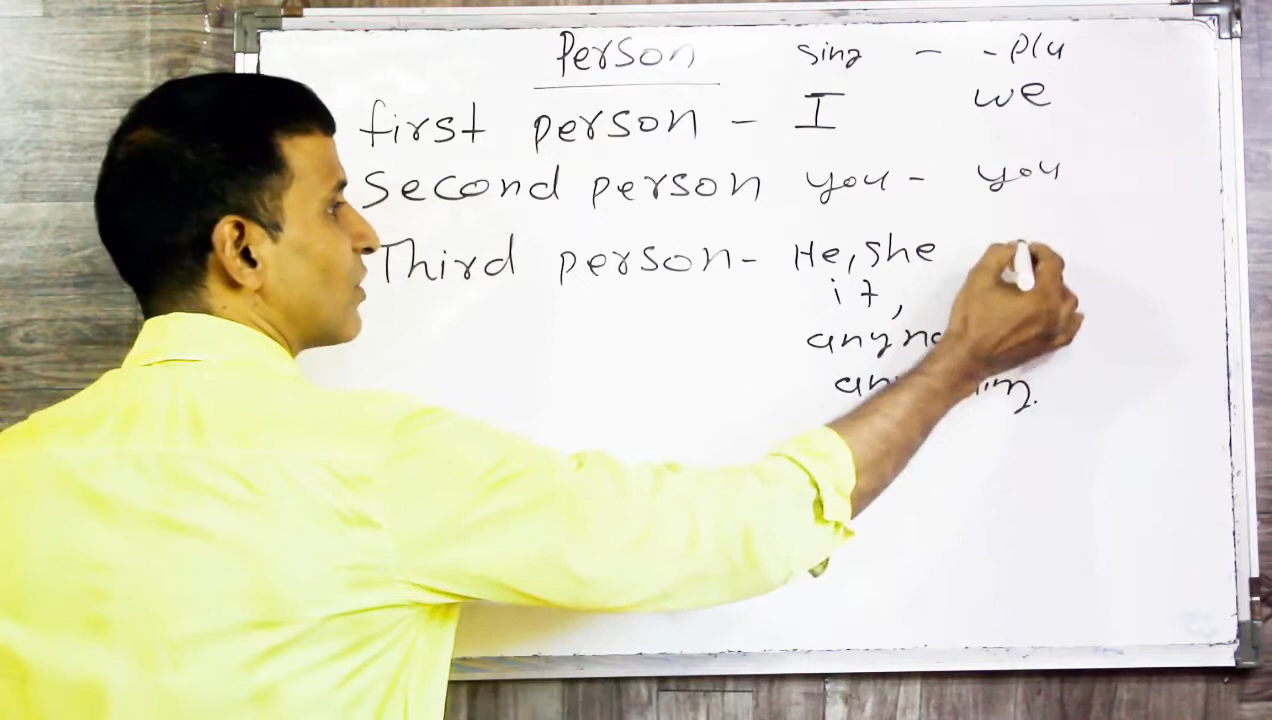 Person sing - - plu
first person - I we
Second person you - you
Third person - He, she
it,